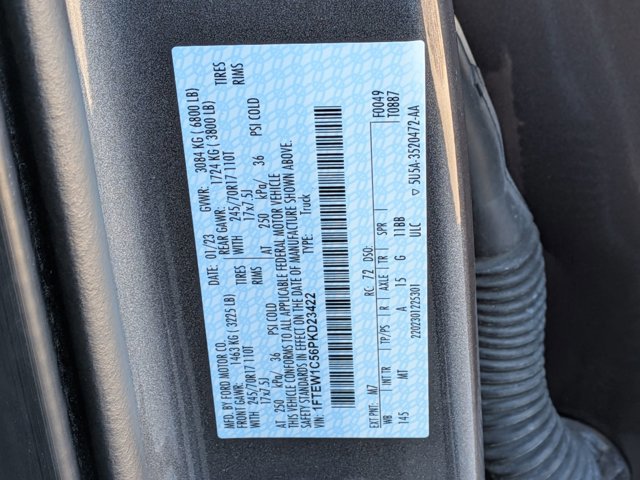 MFD. BY FORD MOTOR CO.
DATE: 01/23 GVWR: 3084 KG ( 6800 LB)
FRONT GAWR: 1463 KG ( 3225 LB) REAR GAWR: 1724 KG ( 3800 LB)
WITH 245/70R17 110T TIRES WITH 245/70R17 110T TIRES
17x7.5J RIMS 17x7.5J RIMS
AT 250 kPa/ 36 PSI COLD AT 250 kPa/ 36 PSI COLD
THIS VEHICLE CONFORMS TO ALL APPLICABLE FEDERAL MOTOR VEHICLE
SAFETY STANDARDS IN EFFECT ON THE DATE OF MANUFACTURE SHOWN ABOVE.
VIN: 1FTEW1C56PKD23422 TYPE: Truck
F0049
EXT PNT: M7 RC: 72 DSO: T0887
WB INT TR TP/PS R AXLE TR SPR
145 MT A 15 G 11BB
ULC
2202301225301 5U5A-3520472-AA